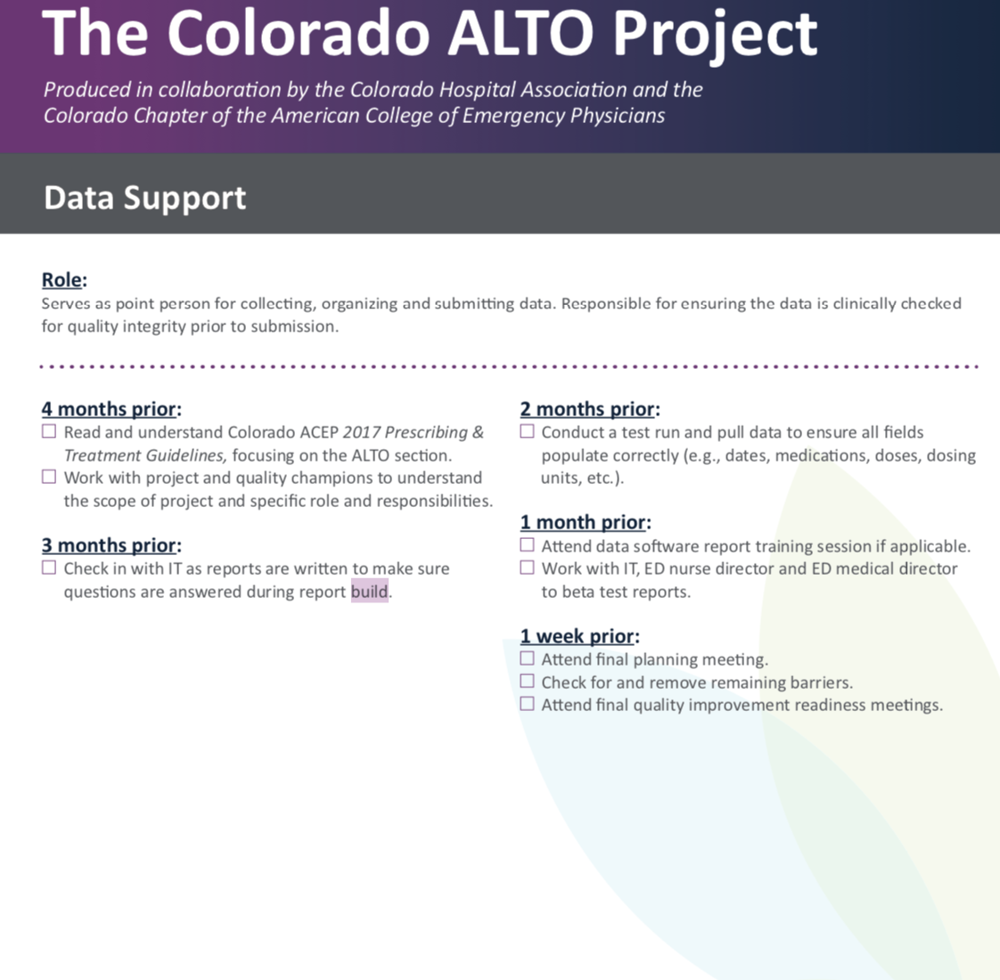 The Colorado ALTO Project
Produced in collaboration by the Colorado Hospital Association and the
Colorado Chapter of the American College of Emergency Physicians
Data Support
Role:
Serves as point person for collecting, organizing and submitting data. Responsible for ensuring the data is clinically checked
for quality integrity prior to submission.
4 months prior:
☐ Read and understand Colorado ACEP 2017 Prescribing &
Treatment Guidelines, focusing on the ALTO section.
☐ Work with project and quality champions to understand
the scope of project and specific role and responsibilities.
3 months prior:
☐ Check in with IT as reports are written to make sure
questions are answered during report build.
2 months prior:
☐ Conduct a test run and pull data to ensure all fields
populate correctly (e.g., dates, medications, doses, dosing
units, etc.).
1 month prior:
☐ Attend data software report training session if applicable.
☐ Work with IT, ED nurse director and ED medical director
to beta test reports.
1 week prior:
☐ Attend final planning meeting.
☐ Check for and remove remaining barriers.
☐ Attend final quality improvement readiness meetings.